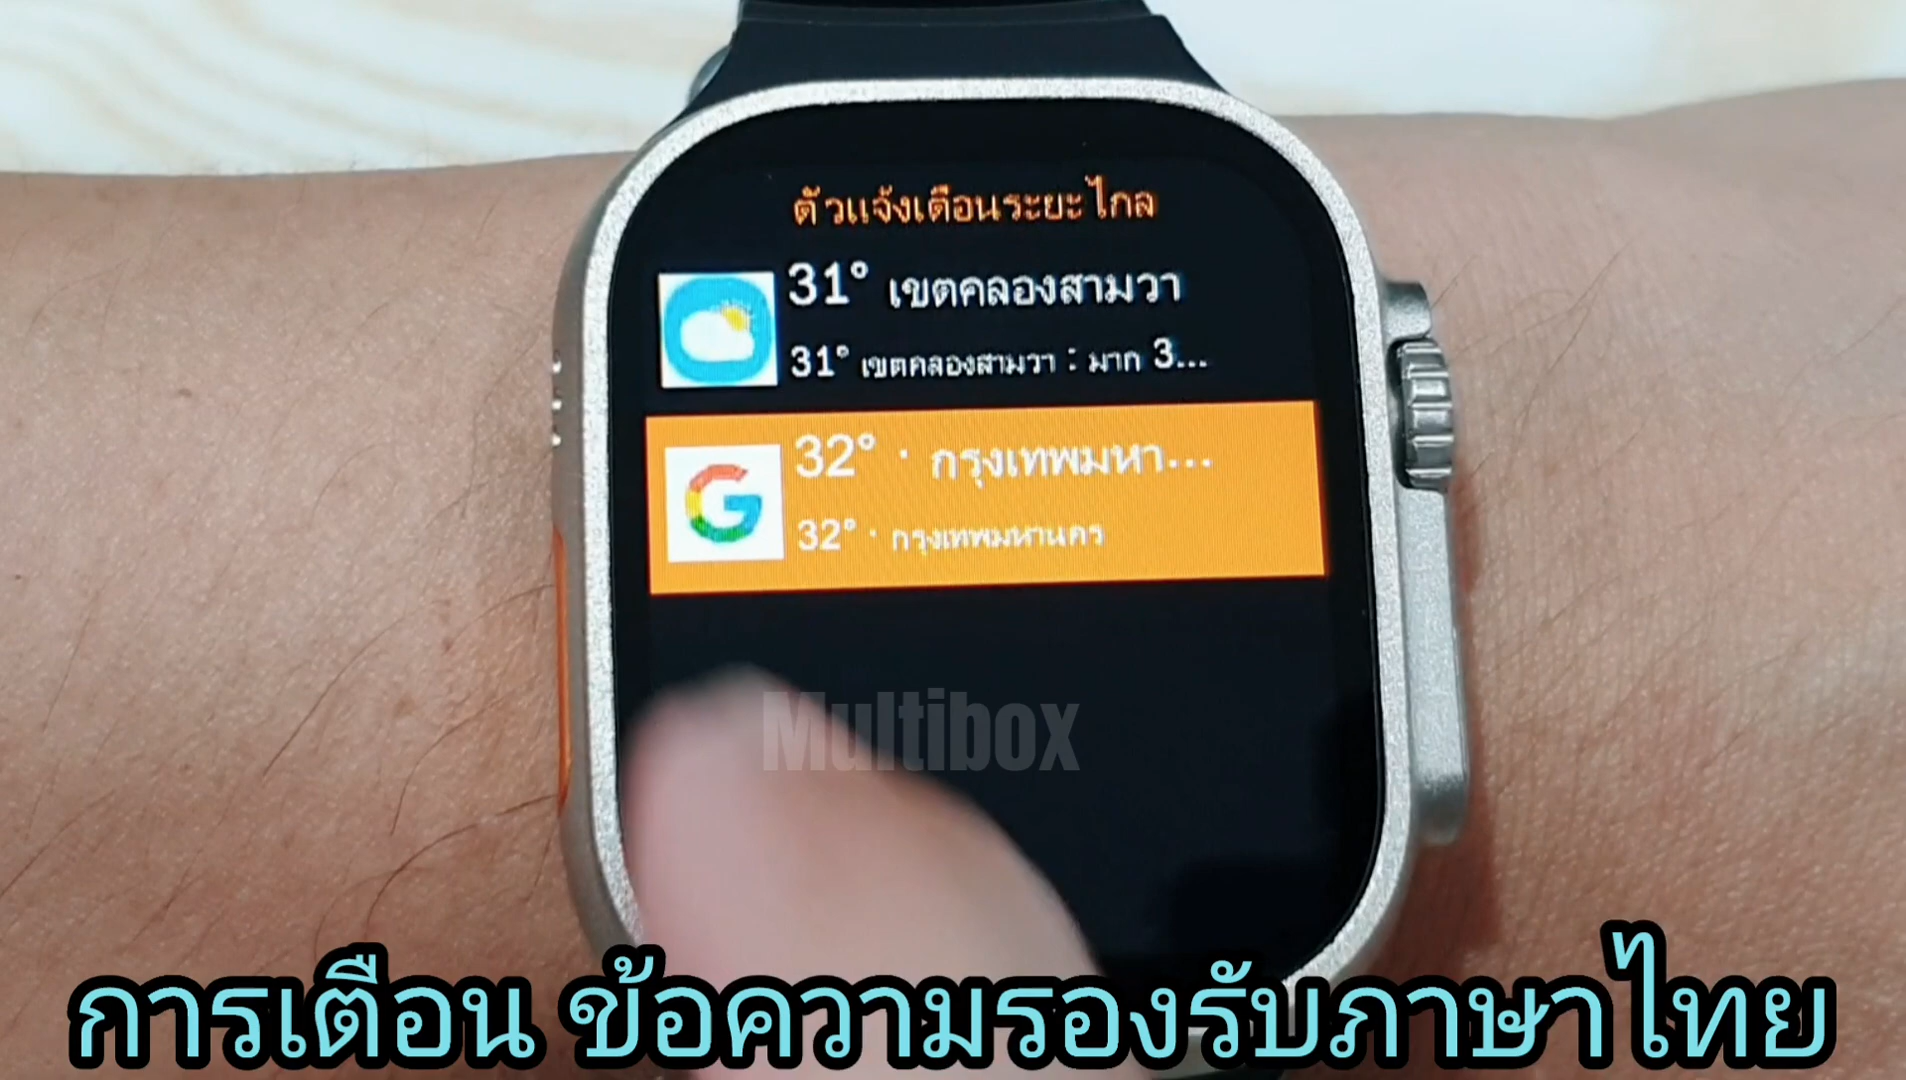 ตัวแจ้งเตือนระยะไกล
31° เขตคลองสามวา
31° เขตคลองสามวา : มาก 3...
32° · กรุงเทพมหา...
32° · กรุงเทพมหานคร
Multibox
การเตือน ข้อความรองรับภาษาไทย